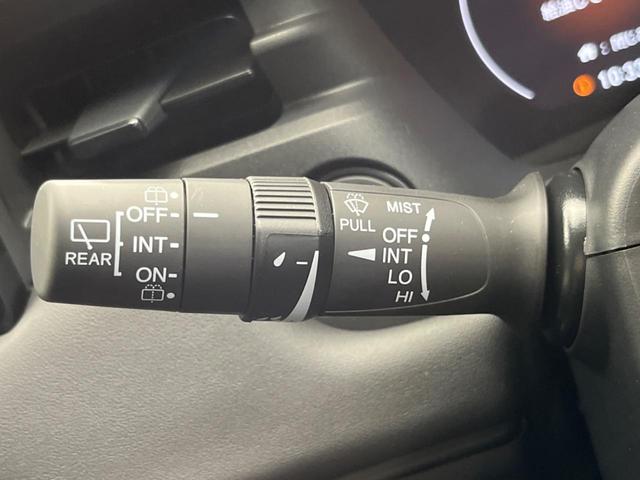 OFF
INT
ON
REAR
PULL
MIST
OFF
INT
LO
HI